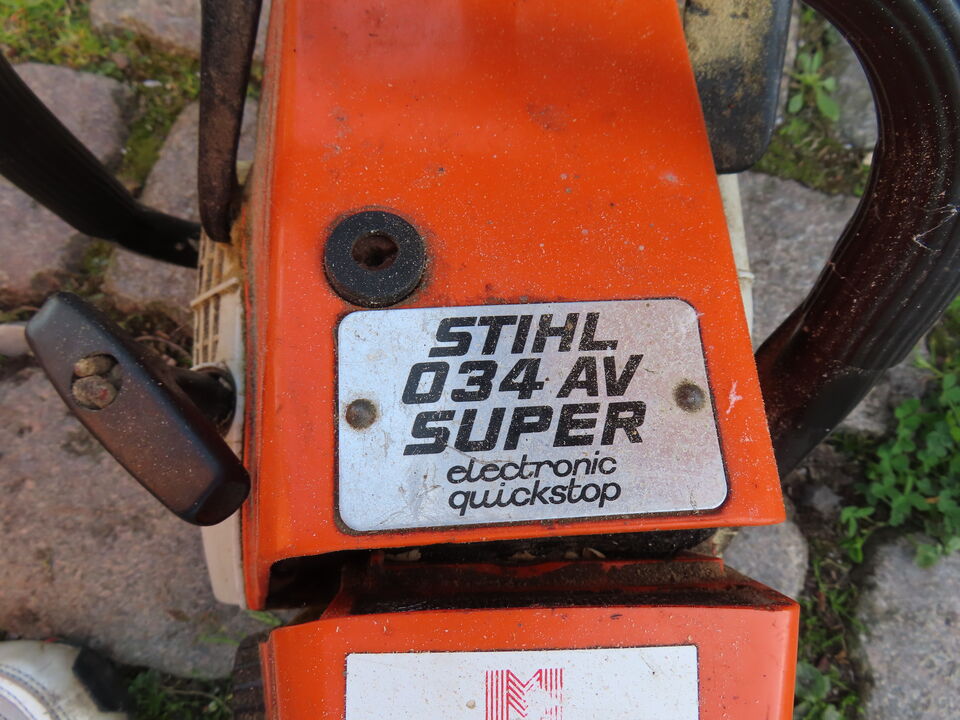 STIHL
034 AV
SUPER
electronic
quickstop
M